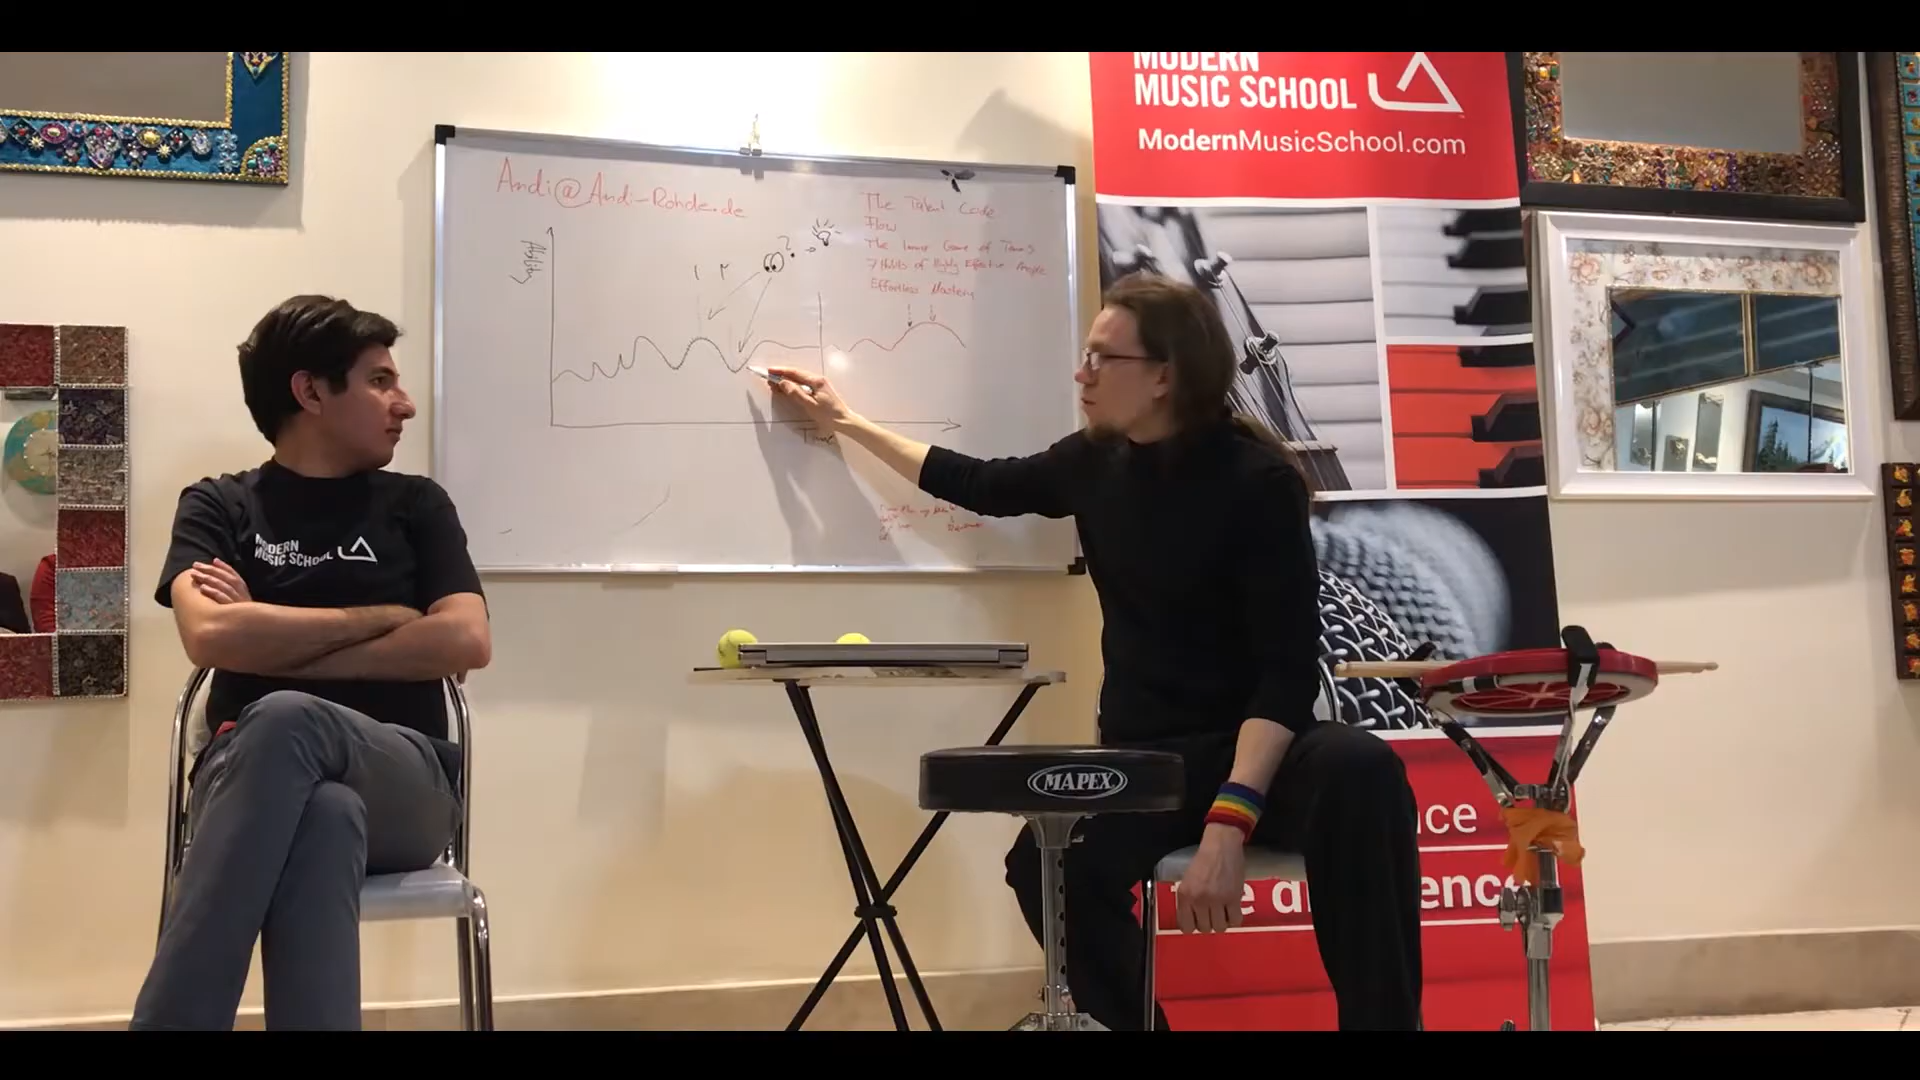 MODERN
MUSIC SCHOOL
ModernMusicSchool.com
Andi@Andi-Rohde.de
The Talent Code
Flow
The Inner Game of Tennis
7 Habits of Highly Effective People
Effortless Mastery
Ability
?
Time
MODERN
MUSIC SCHOOL
MAPEX